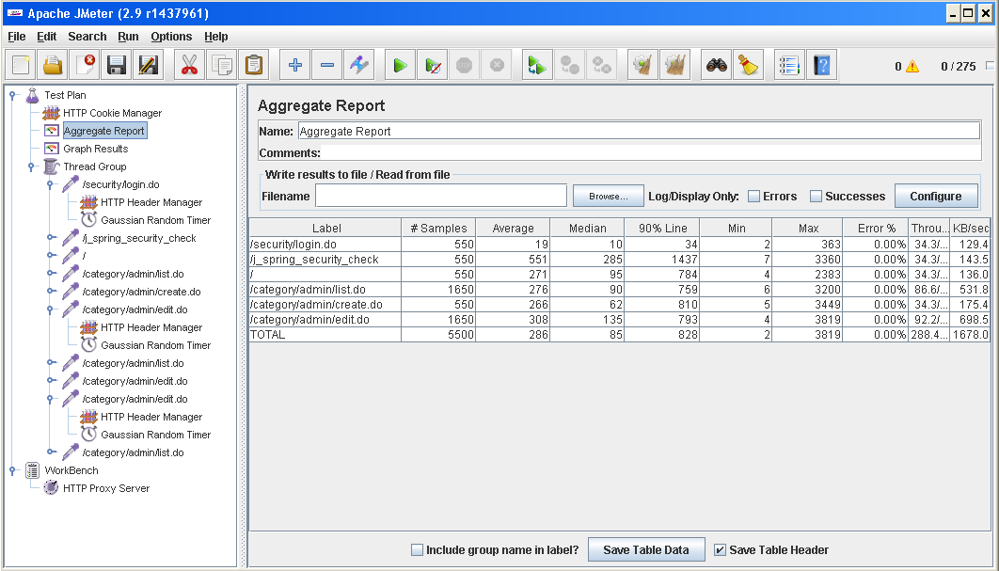 Apache JMeter (2.9 r1437961)
File Edit Search Run Options Help
STOP 0 0 / 275
Test Plan
HTTP Cookie Manager
Aggregate Report
Graph Results
Thread Group
/security/login.do
HTTP Header Manager
Gaussian Random Timer
/j_spring_security_check
/
/category/admin/list.do
/category/admin/create.do
/category/admin/edit.do
HTTP Header Manager
Gaussian Random Timer
/category/admin/list.do
/category/admin/edit.do
/category/admin/edit.do
HTTP Header Manager
Gaussian Random Timer
/category/admin/list.do
WorkBench
HTTP Proxy Server
Aggregate Report
Name: Aggregate Report
Comments:
Write results to file / Read from file
Filename Browse... Log/Display Only: Errors Successes Configure
Label # Samples Average Median 90% Line Min Max Error % Throu... KB/sec
/security/login.do 550 19 10 34 2 363 0.00% 34.3/... 129.4
/j_spring_security_check 550 551 285 1437 7 3360 0.00% 34.3/... 143.5
/ 550 271 95 784 4 2383 0.00% 34.3/... 136.0
/category/admin/list.do 1650 276 90 759 6 3200 0.00% 86.6/... 531.8
/category/admin/create.do 550 266 62 810 5 3449 0.00% 34.3/... 175.4
/category/admin/edit.do 1650 308 135 793 4 3819 0.00% 92.2/... 698.5
TOTAL 5500 286 85 828 2 3819 0.00% 288.4... 1678.0
Include group name in label? Save Table Data Save Table Header